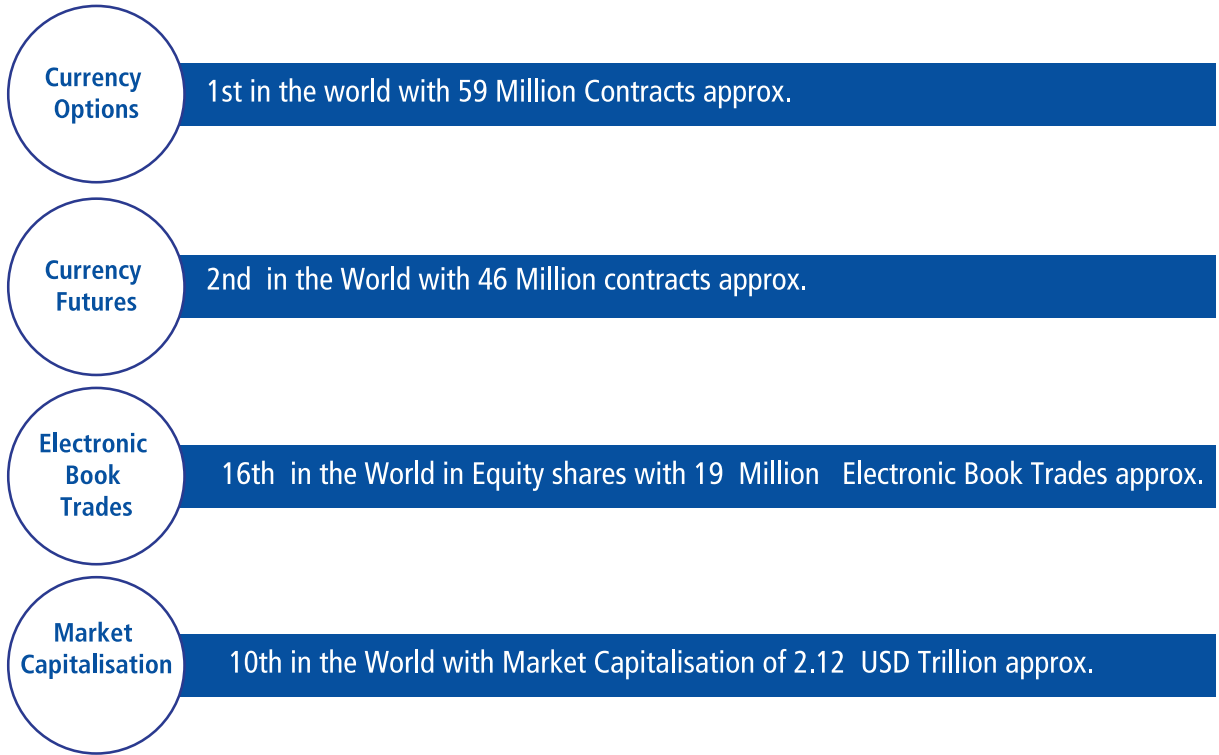 Currency
Options
1st in the world with 59 Million Contracts approx.
Currency
Futures
2nd in the World with 46 Million contracts approx.
Electronic
Book
Trades
16th in the World in Equity shares with 19 Million Electronic Book Trades approx.
Market
Capitalisation
10th in the World with Market Capitalisation of 2.12 USD Trillion approx.